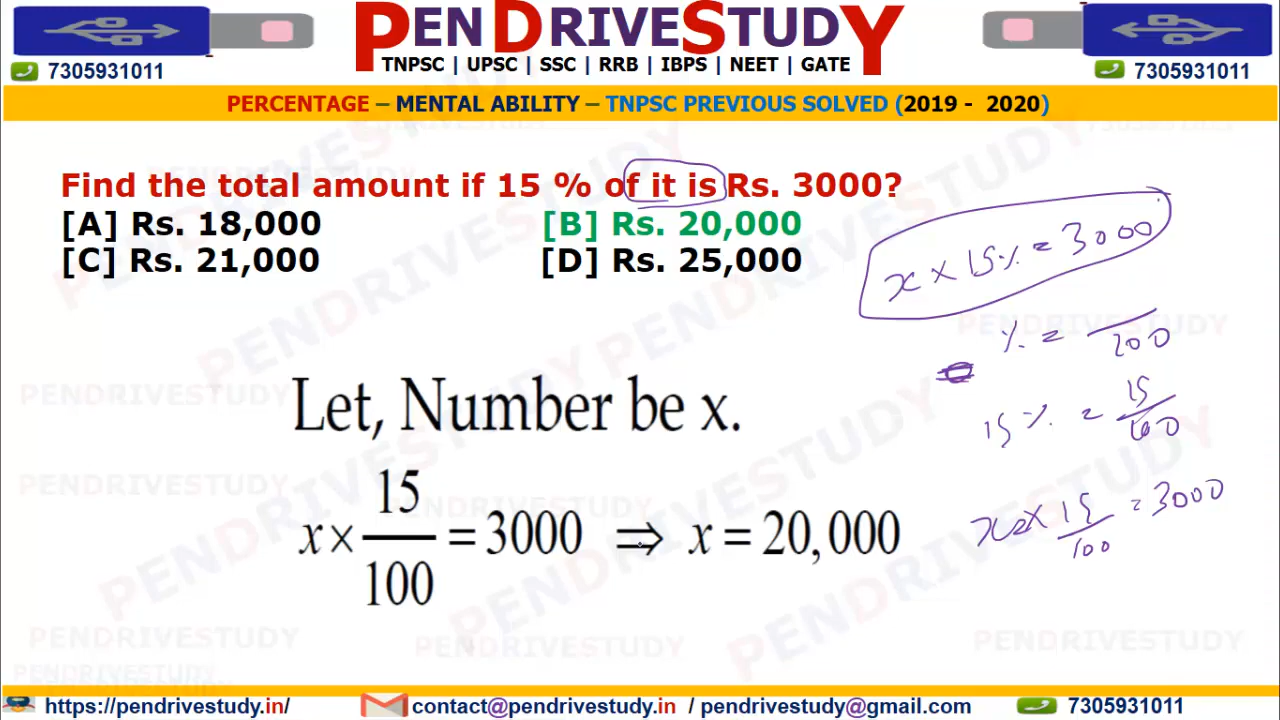 PENDRIVESTUDY
TNPSC | UPSC | SSC | RRB | IBPS | NEET | GATE
7305931011
7305931011
PERCENTAGE – MENTAL ABILITY – TNPSC PREVIOUS SOLVED (2019 - 2020)
Find the total amount if 15 % of it is Rs. 3000?
[A] Rs. 18,000 [B] Rs. 20,000
[C] Rs. 21,000 [D] Rs. 25,000
x × 15% = 3000
% = /100
15% = 15/100
Let, Number be x.
x × 15/100 = 3000 ⇒ x = 20,000
x × 15/100 = 3000
PENDRIVESTUDY
https://pendrivestudy.in/ contact@pendrivestudy.in / pendrivestudy@gmail.com 7305931011